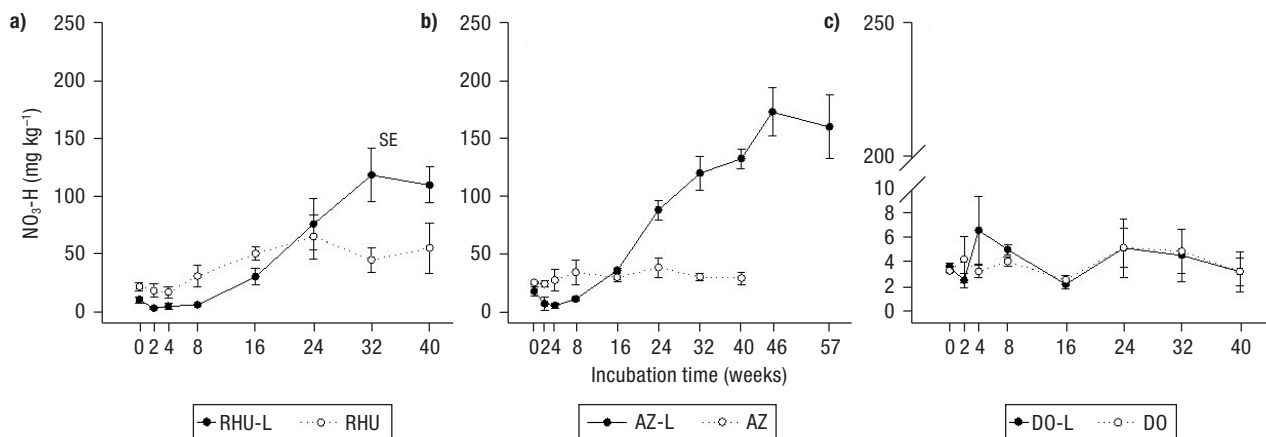 a)
250
200
150
100
50
0
NO₃-H (mg kg⁻¹)
SE
0 2 4 8 16 24 32 40
RHU-L RHU
b)
250
200
150
100
50
0
0 2 4 8 16 24 32 40 46 57
Incubation time (weeks)
AZ-L AZ
c)
250
200
10
8
6
4
2
0
0 2 4 8 16 24 32 40
DO-L DO